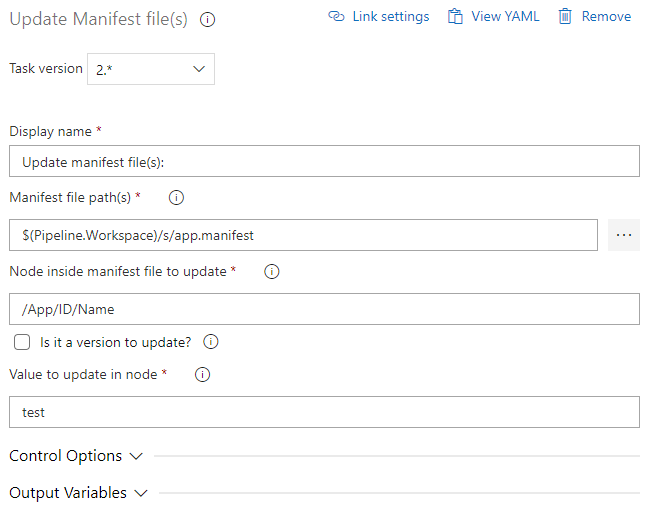 Update Manifest file(s)
Link settings
View YAML
Remove
Task version 2.*
Display name *
Update manifest file(s):
Manifest file path(s) *
$(Pipeline.Workspace)/s/app.manifest
...
Node inside manifest file to update *
/App/ID/Name
Is it a version to update?
Value to update in node *
test
Control Options
Output Variables